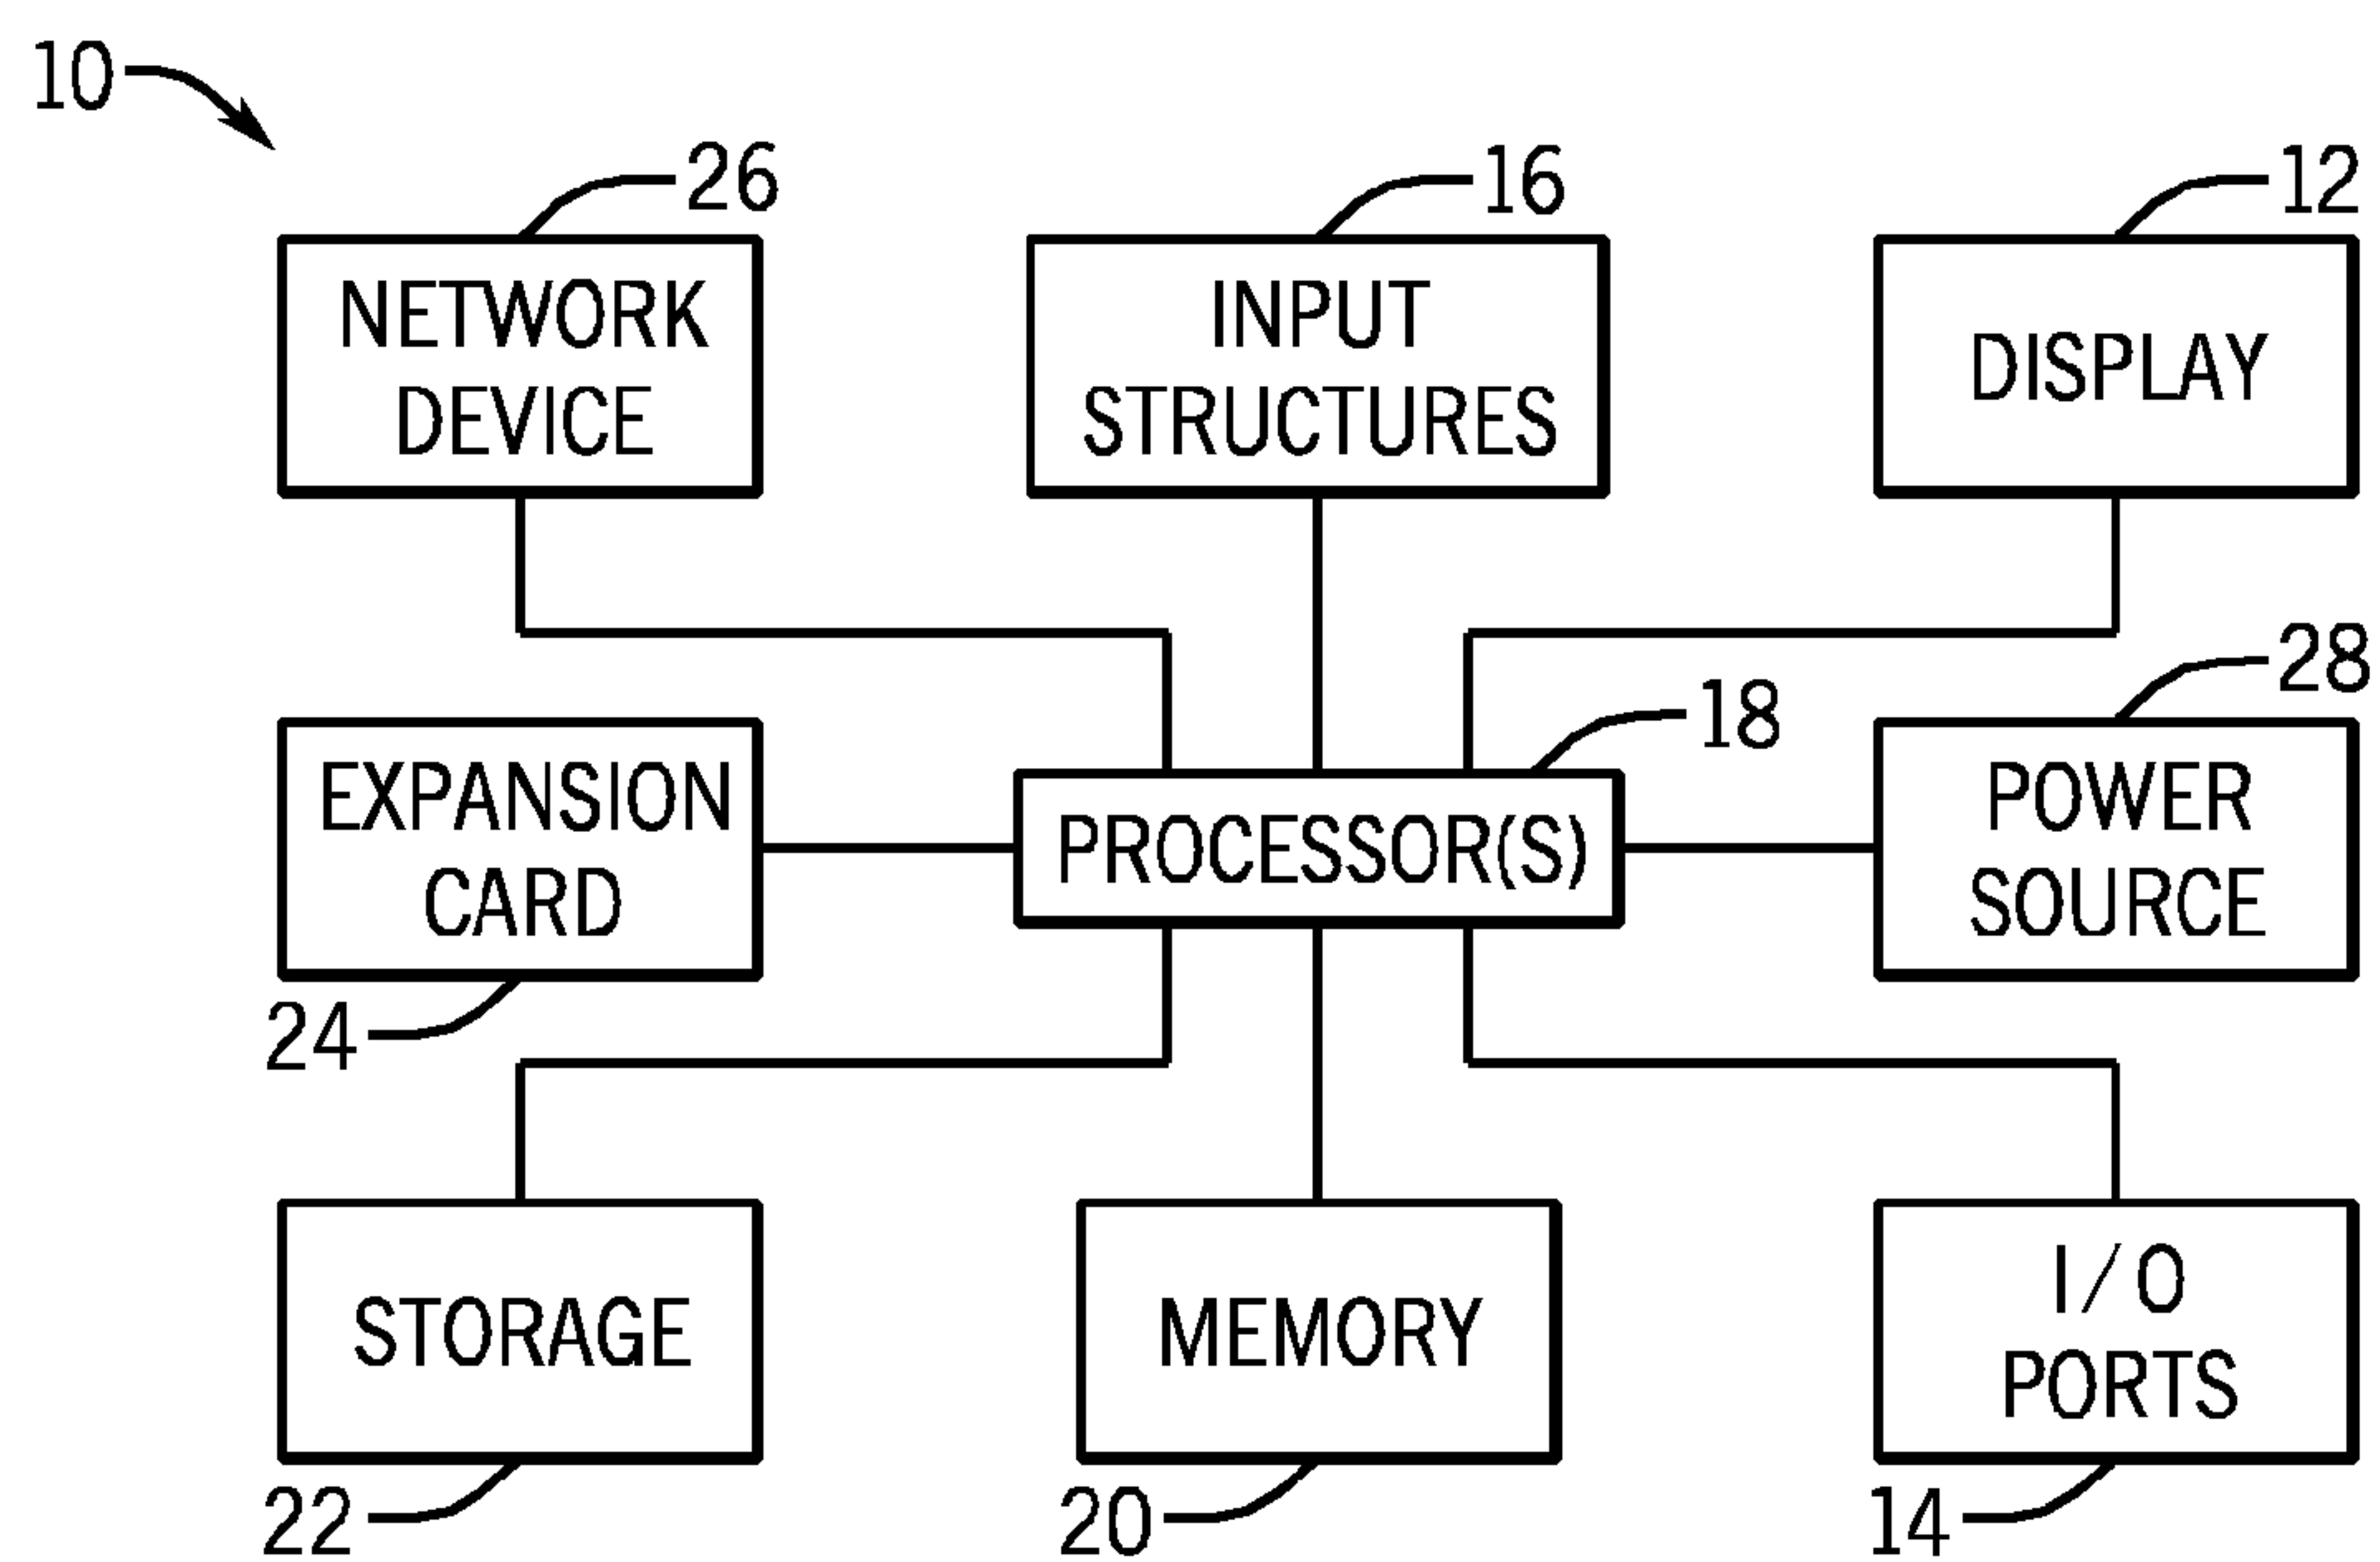 10
26
16
12
NETWORK
DEVICE
INPUT
STRUCTURES
DISPLAY
28
18
EXPANSION
CARD
PROCESSOR(S)
POWER
SOURCE
24
STORAGE
MEMORY
I/O
PORTS
22
20
14